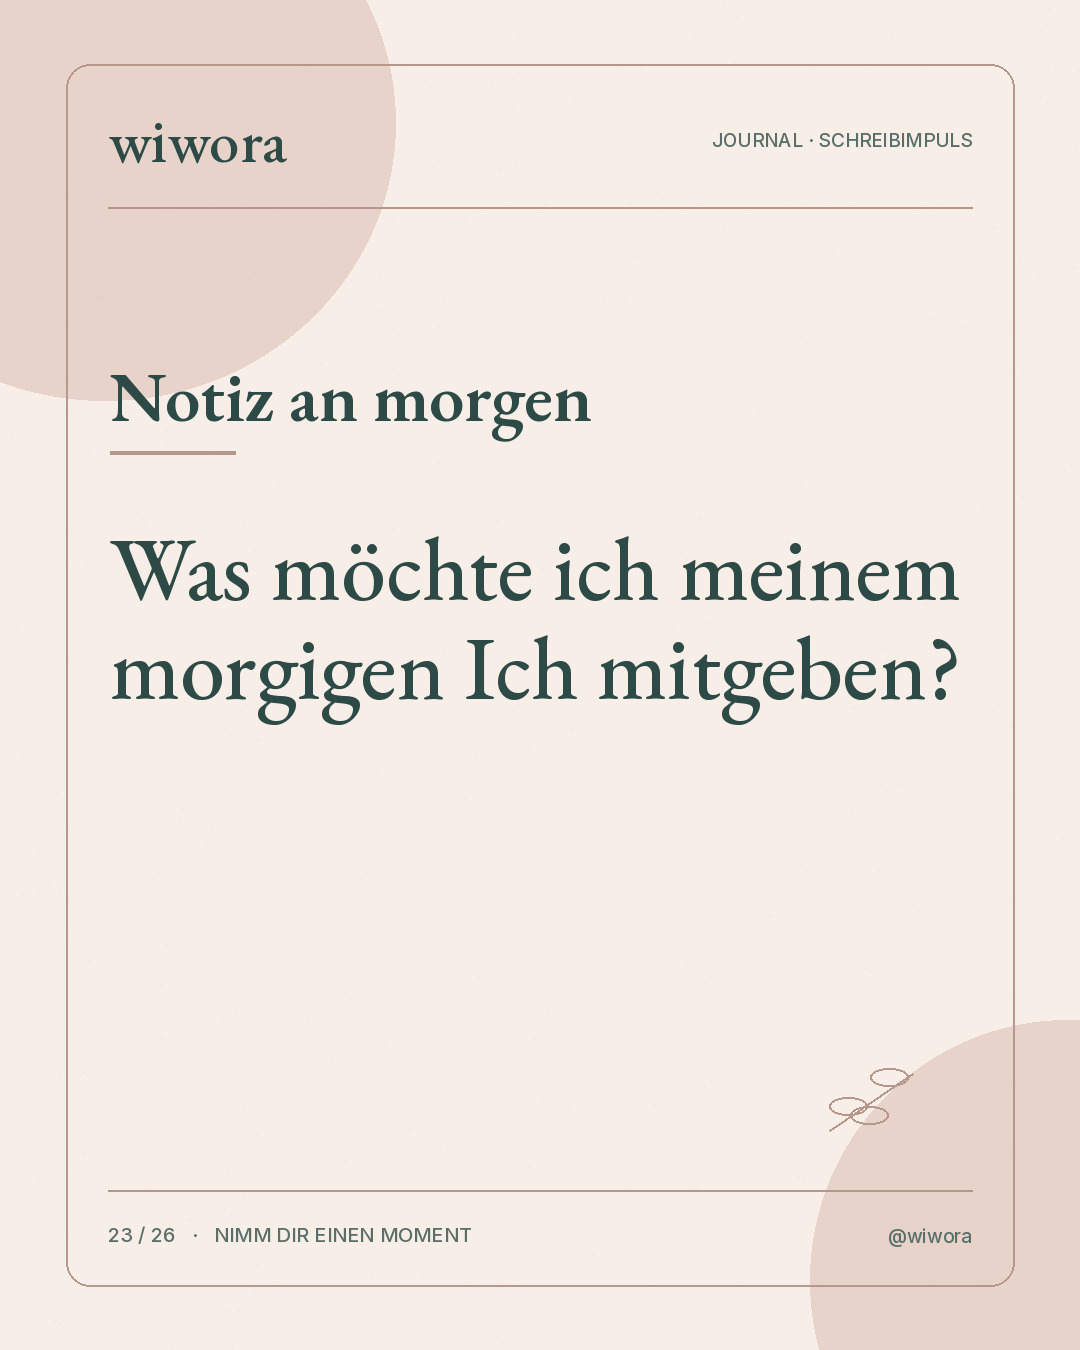 wiwora
JOURNAL · SCHREIBIMPULS
Notiz an morgen
Was möchte ich meinem
morgigen Ich mitgeben?
23 / 26 · NIMM DIR EINEN MOMENT
@wiwora